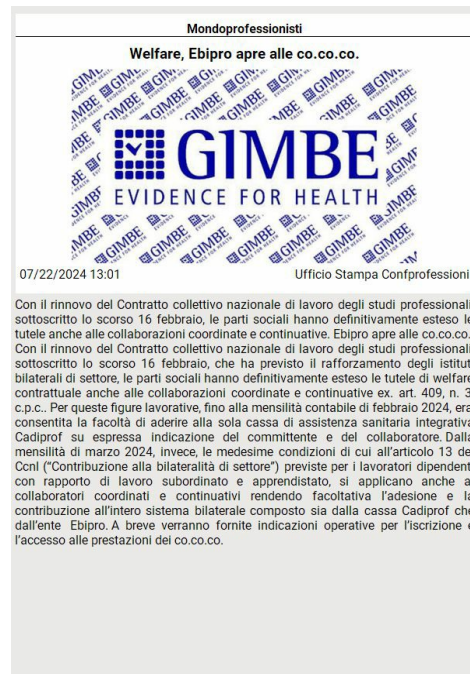 Mondoprofessionisti
Welfare, Ebipro apre alle co.co.co.
GIMBE
EVIDENCE FOR HEALTH
07/22/2024 13:01
Ufficio Stampa Confprofessioni
Con il rinnovo del Contratto collettivo nazionale di lavoro degli studi professionali
sottoscritto lo scorso 16 febbraio, le parti sociali hanno definitivamente esteso le
tutele anche alle collaborazioni coordinate e continuative. Ebipro apre alle co.co.co.
Con il rinnovo del Contratto collettivo nazionale di lavoro degli studi professionali
sottoscritto lo scorso 16 febbraio, che ha previsto il rafforzamento degli istituti
bilaterali di settore, le parti sociali hanno definitivamente esteso le tutele di welfare
contrattuale anche alle collaborazioni coordinate e continuative ex. art. 409, n. 3
c.p.c.. Per queste figure lavorative, fino alla mensilità contabile di febbraio 2024, era
consentita la facoltà di aderire alla sola cassa di assistenza sanitaria integrativa
Cadiprof su espressa indicazione del committente e del collaboratore. Dalla
mensilità di marzo 2024, invece, le medesime condizioni di cui all’articolo 13 del
Ccnl (“Contribuzione alla bilateralità di settore”) previste per i lavoratori dipendenti
con rapporto di lavoro subordinato e apprendistato, si applicano anche ai
collaboratori coordinati e continuativi rendendo facoltativa l’adesione e la
contribuzione all’intero sistema bilaterale composto sia dalla cassa Cadiprof che
dall’ente Ebipro. A breve verranno fornite indicazioni operative per l’iscrizione e
l’accesso alle prestazioni dei co.co.co.